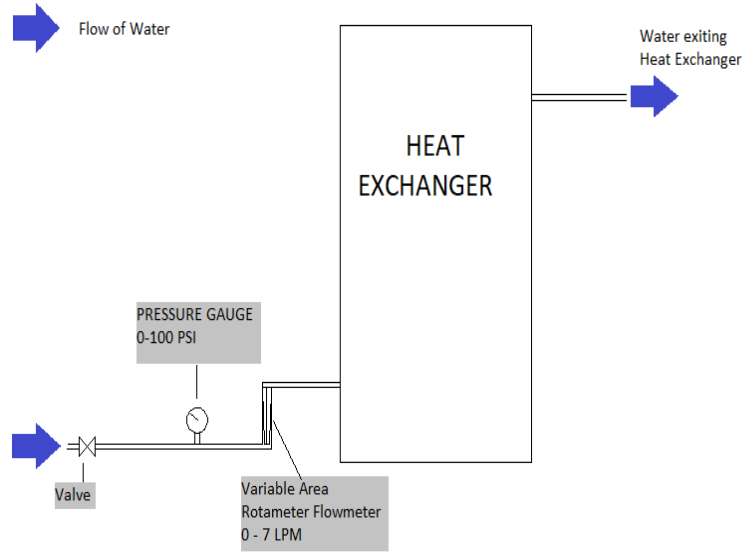 Flow of Water
Water exiting
Heat Exchanger
HEAT
EXCHANGER
PRESSURE GAUGE
0-100 PSI
Valve
Variable Area
Rotameter Flowmeter
0 - 7 LPM